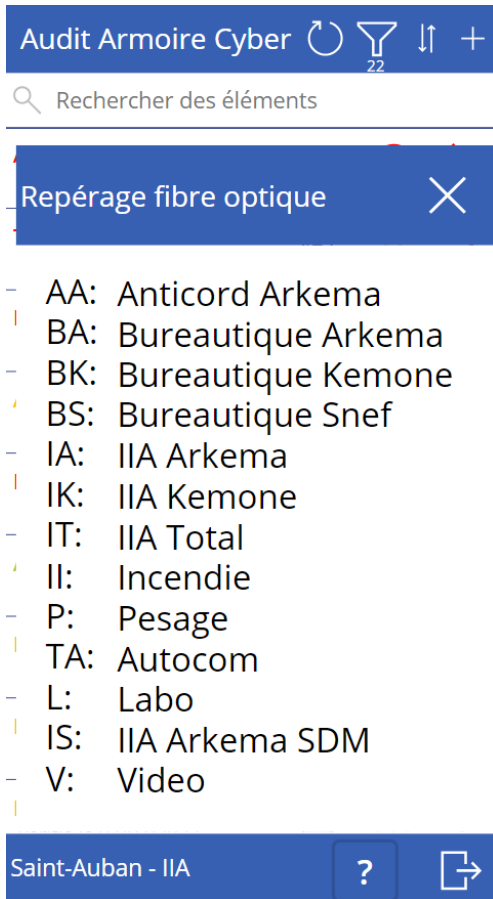 Audit Armoire Cyber
22
Rechercher des éléments
Repérage fibre optique
AA: Anticord Arkema
BA: Bureautique Arkema
BK: Bureautique Kemone
BS: Bureautique Snef
IA: IIA Arkema
IK: IIA Kemone
IT: IIA Total
II: Incendie
P: Pesage
TA: Autocom
L: Labo
IS: IIA Arkema SDM
V: Video
Saint-Auban - IIA
?